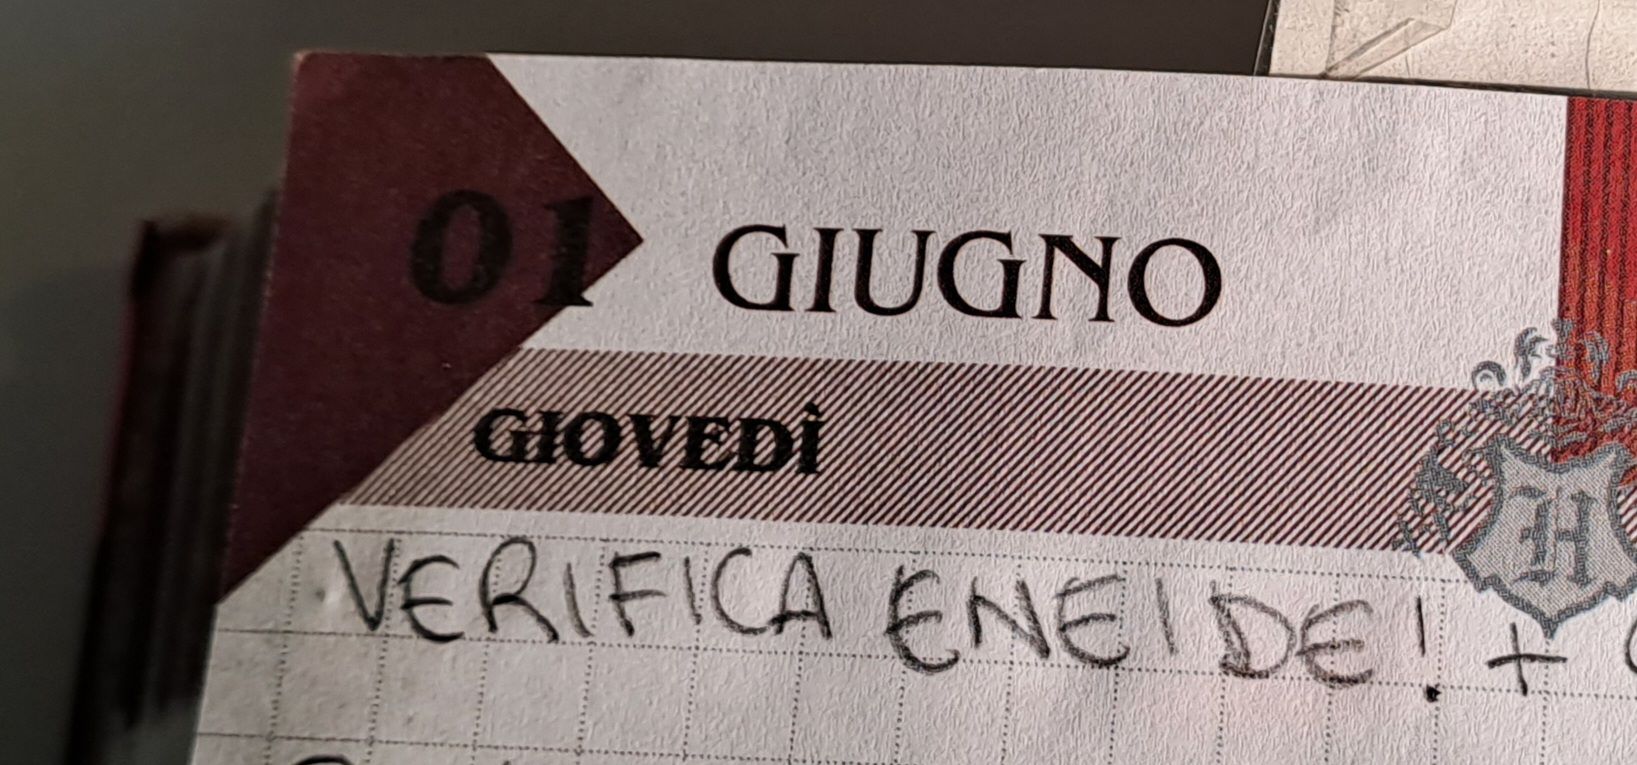 01 GIUGNO
GIOVEDÌ
H
VERIFICA ENEIDE! +